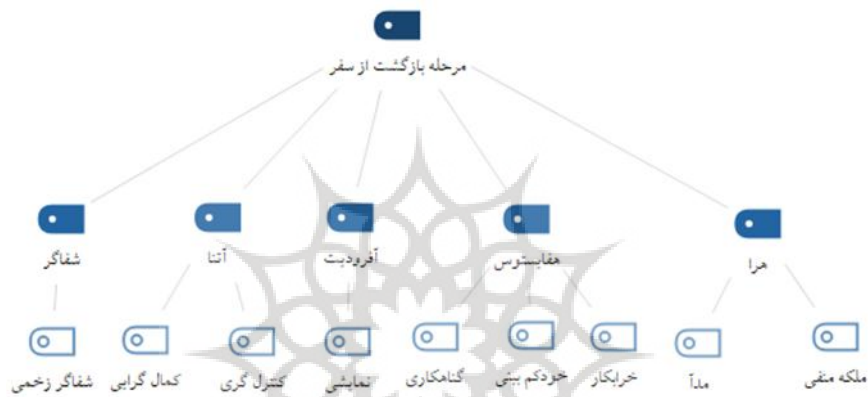 مرحله بازگشت از سفر
هرا
هفایستوس
آفرودیت
آتنا
شفاگر
ملکه منفی
مدآ
خرابکار
خودکم بینی
گناهکاری
نمایشی
کنترل گری
کمال گرایی
شفاگر زخمی